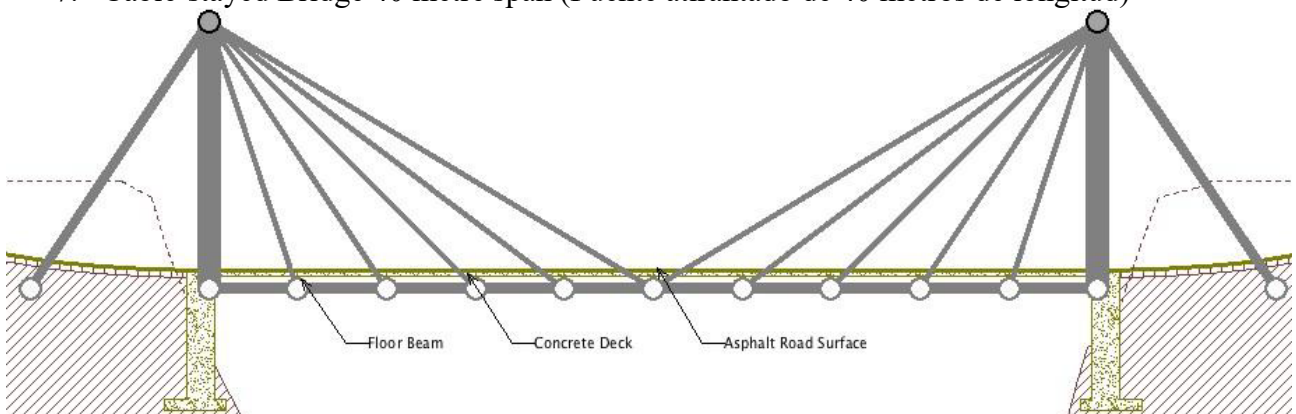 7. Cable-stayed Bridge 40 metre span (Puente atirantado de 40 metros de longitud)
Floor Beam
Concrete Deck
Asphalt Road Surface